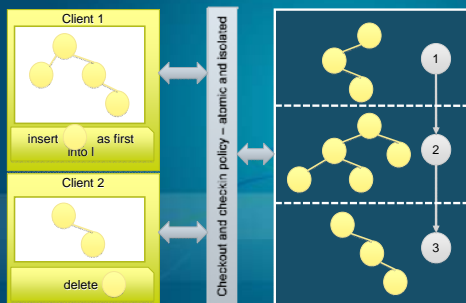 Client 1
insert as first
into I
Client 2
delete
Checkout and checkin policy – atomic and isolated
1
2
3